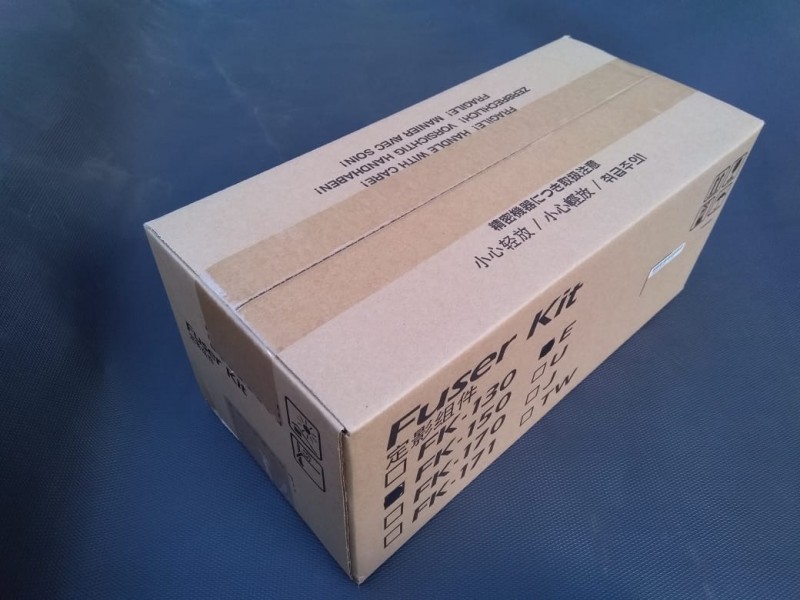 FRAGILE! HANDLE WITH CARE!
ZERBRECHLICH! VORSICHTIG HANDHABEN!
FRAGILE! MANIER AVEC SOIN!
精密機器につき取扱注意
小心轻放 / 小心輕放 / 취급주의
Fuser Kit
定影组件
FK-130
FK-150
FK-170
FK-171
E
U
J
TW
Fuser Kit